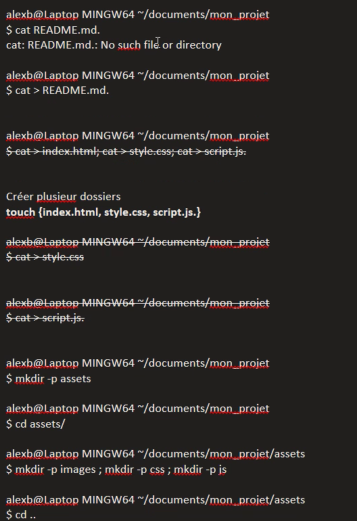 alexb@Laptop MINGW64 ~/documents/mon_projet
$ cat README.md.
cat: README.md.: No such file or directory
alexb@Laptop MINGW64 ~/documents/mon_projet
$ cat > README.md.
alexb@Laptop MINGW64 ~/documents/mon_projet
$ cat > index.html; cat > style.css; cat > script.js.
Créer plusieur dossiers
touch {index.html, style.css, script.js.}
alexb@Laptop MINGW64 ~/documents/mon_projet
$ cat > style.css
alexb@Laptop MINGW64 ~/documents/mon_projet
$ cat > script.js.
alexb@Laptop MINGW64 ~/documents/mon_projet
$ mkdir -p assets
alexb@Laptop MINGW64 ~/documents/mon_projet
$ cd assets/
alexb@Laptop MINGW64 ~/documents/mon_projet/assets
$ mkdir -p images ; mkdir -p css ; mkdir -p js
alexb@Laptop MINGW64 ~/documents/mon_projet/assets
$ cd ..